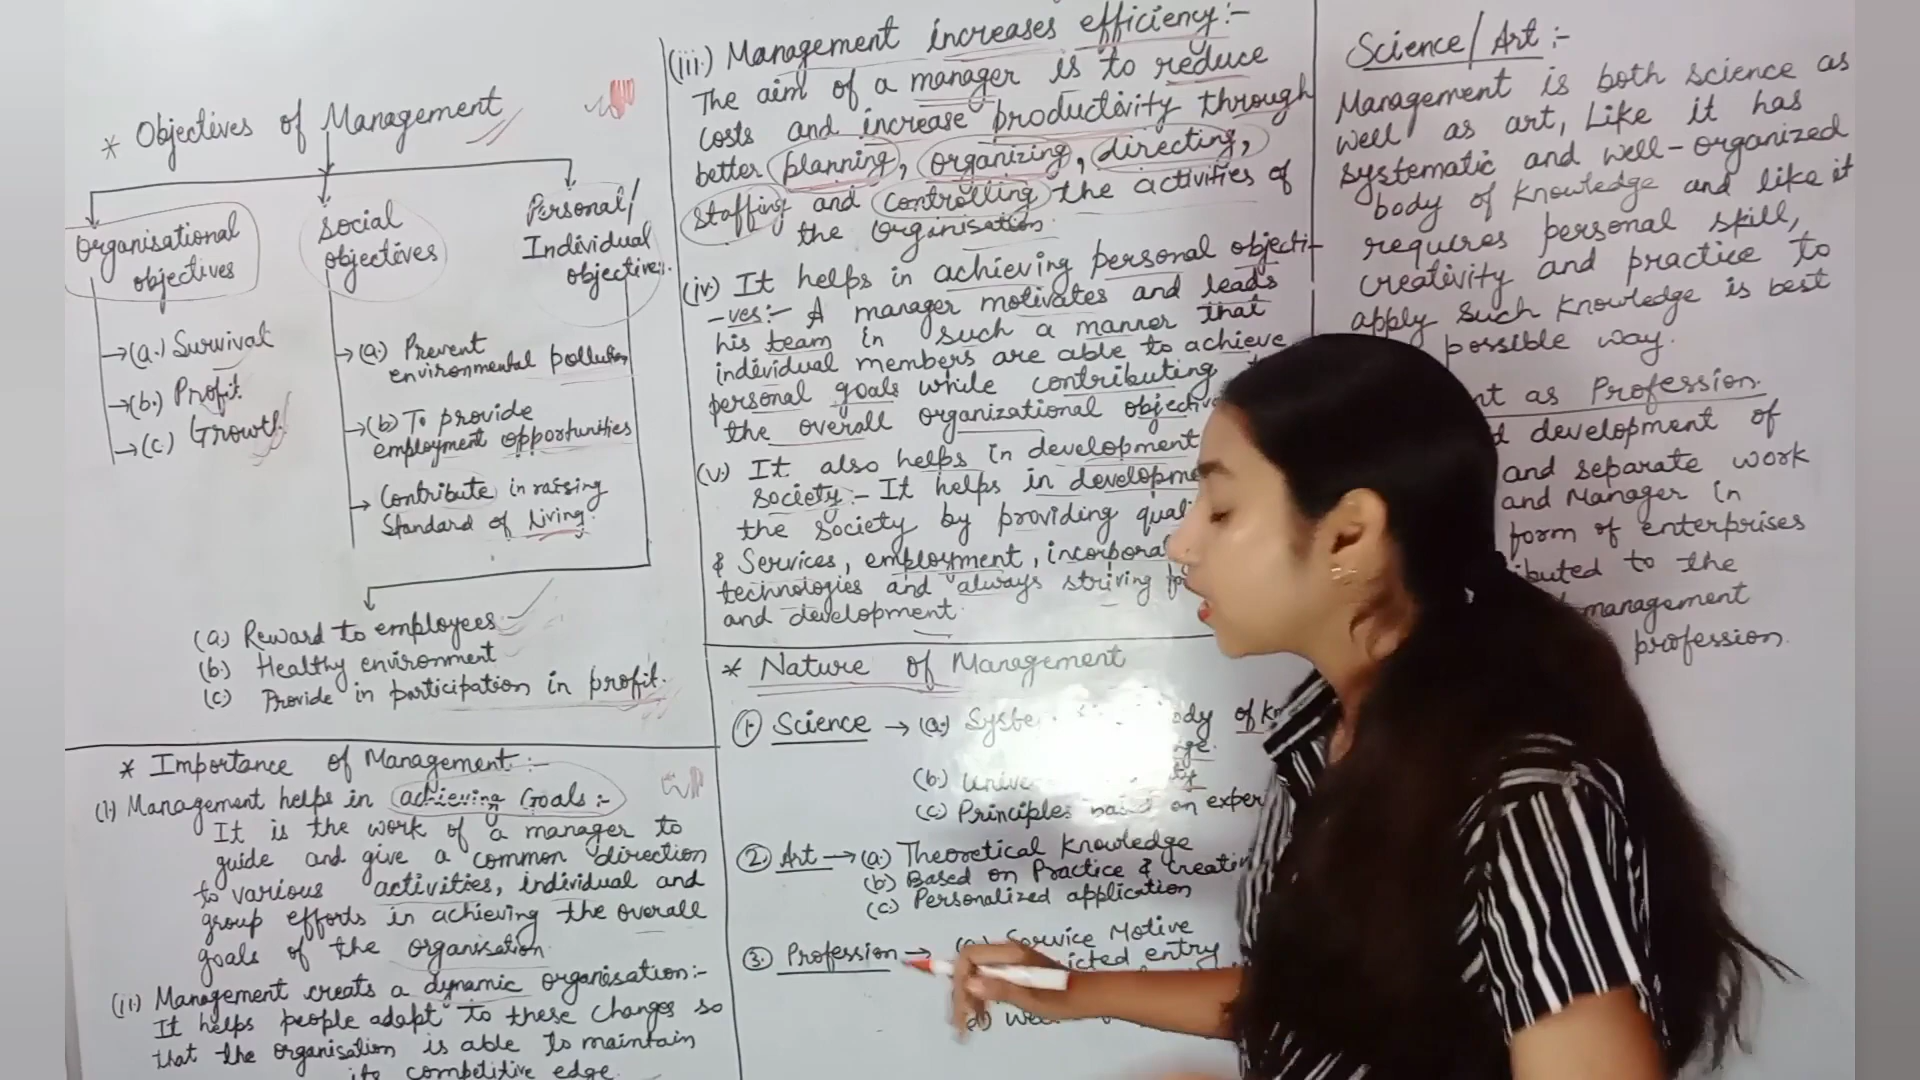 * Objectives of Management
Organisational
objectives
→(a.) Survival
→(b.) Profit
→(c.) Growth
Social
objectives
→(a.) Prevent
environmental pollution
→(b) To provide
employment opportunities
→ Contribute in raising
Standard of living.
Personal/
Individual
objectives.
(a.) Reward to employees
(b.) Healthy environment
(c.) Provide in participation in profit.
* Importance of Management :-
(i.) Management helps in achieving Goals :-
It is the work of a manager to
guide and give a common direction
to various activities, individual and
group efforts in achieving the overall
goals of the organisation
(ii.) Management creats a dynamic organisation:-
It helps people adapt to these changes so
that the organisation is able to maintain
its competitive edge.
(iii.) Management increases efficiency :-
The aim of a manager is to reduce
costs and increase productivity through
better planning, organizing, directing,
staffing and controlling the activities of
the organisation.
(iv.) It helps in achieving personal objecti-
-ves :- A manager motivates and leads
his team in such a manner that
individual members are able to achieve
personal goals while contributing
the overall organizational
(v.) It also helps in development
Society :- It helps in
the society by providing
& Services, employment,
technologies and always striving
and development.
* Nature of Management
1. Science → (a.) body of
(b.)
(c.) Principles based on
2. Art → (a.) Theoretical Knowledge
(b) Based on Practice &
(c) Personalized application
3. Profession → Service Motive
entry
(d)
Science/Art :-
Management is both science as
well as art, Like it has
systematic and well-organized
body of knowledge and like it
requires personal skill,
creativity and practice to
apply such knowledge is best
possible way.
as Profession.
development of
and separate work
and Manager in
form of enterprises
to the
management
profession.